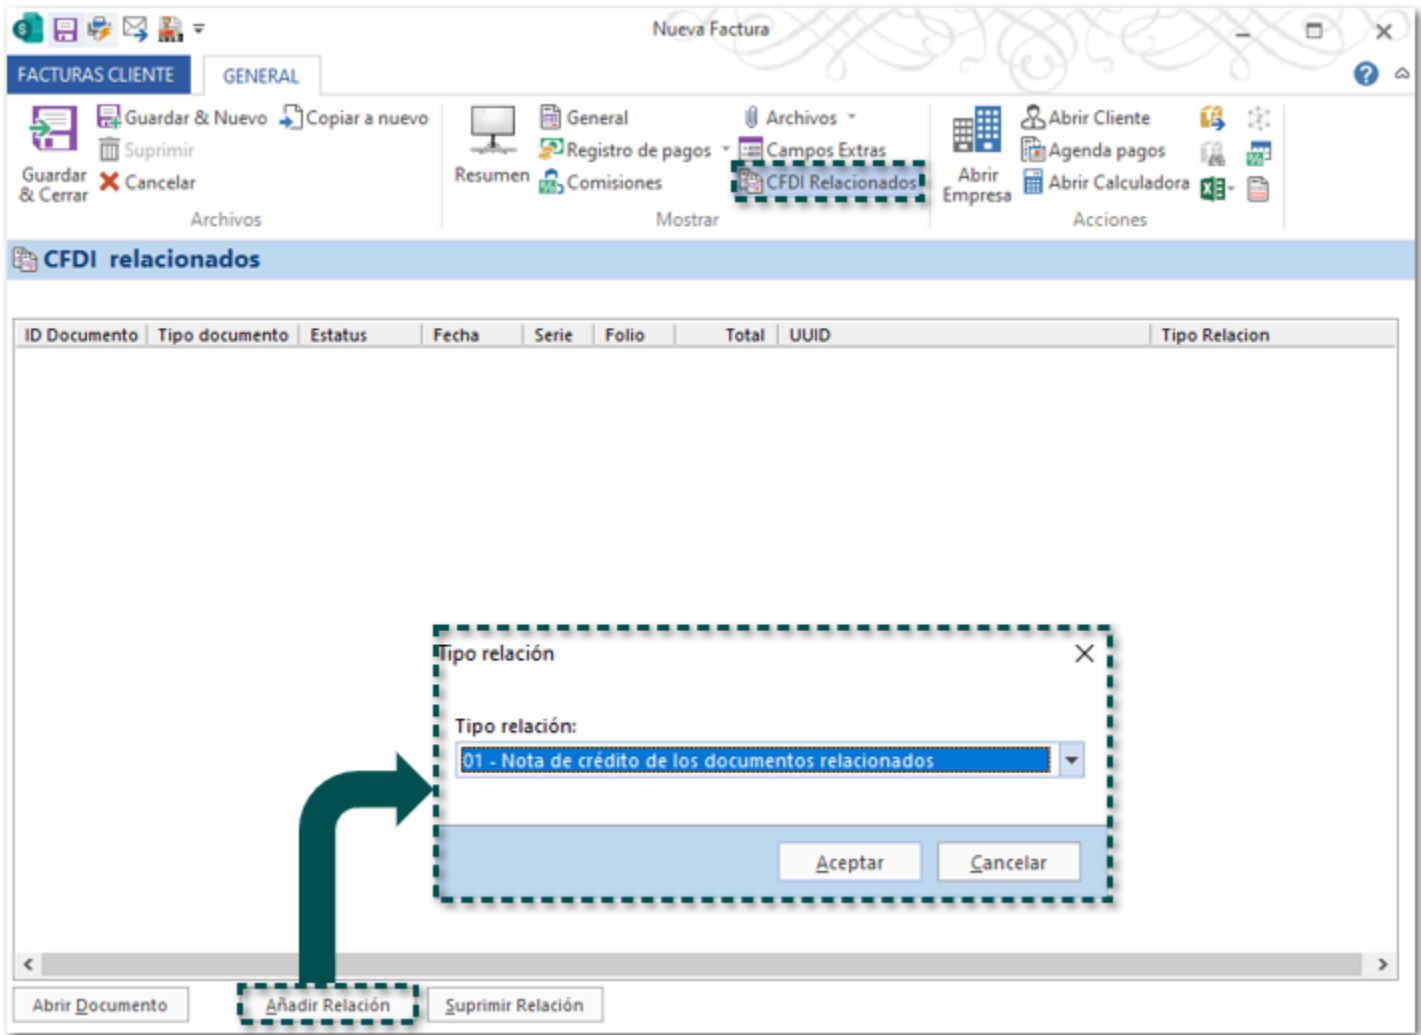 Nueva Factura
FACTURAS CLIENTE GENERAL
Guardar & Cerrar
Guardar & Nuevo
Suprimir
Cancelar
Copiar a nuevo
Archivos
Resumen
General
Registro de pagos
Comisiones
Archivos
Campos Extras
CFDI Relacionados
Mostrar
Abrir Empresa
Abrir Cliente
Agenda pagos
Abrir Calculadora
Acciones
CFDI relacionados
ID Documento Tipo documento Estatus Fecha Serie Folio Total UUID Tipo Relacion
Tipo relación
Tipo relación:
01 - Nota de crédito de los documentos relacionados
Aceptar Cancelar
Abrir Documento Añadir Relación Suprimir Relación